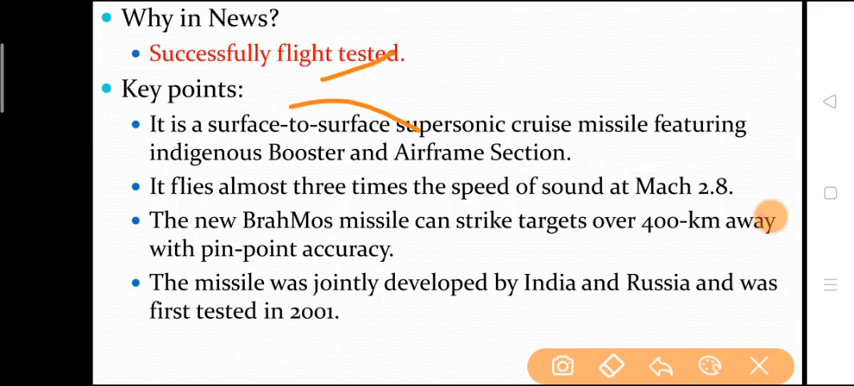 Why in News?
Successfully flight tested.
Key points:
It is a surface-to-surface supersonic cruise missile featuring
indigenous Booster and Airframe Section.
It flies almost three times the speed of sound at Mach 2.8.
The new BrahMos missile can strike targets over 400-km away
with pin-point accuracy.
The missile was jointly developed by India and Russia and was
first tested in 2001.